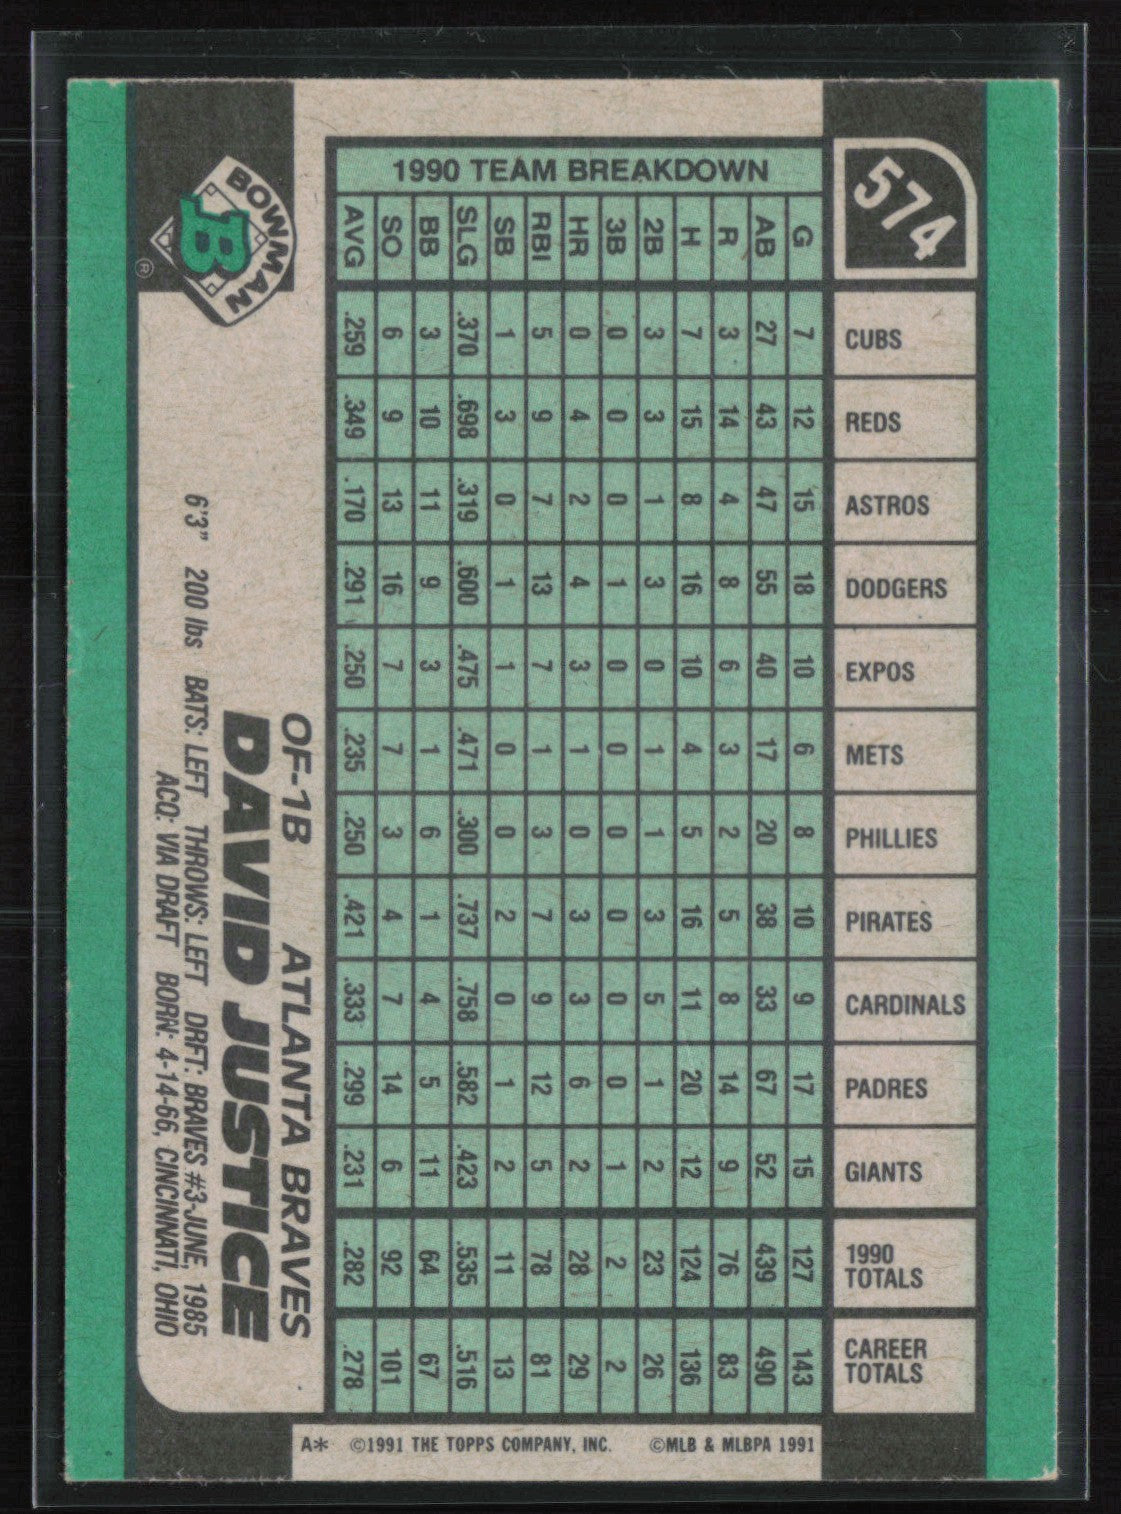 574
BOWMAN
B
®
OF-1B ATLANTA BRAVES
DAVID JUSTICE
6'3" 200 lbs BATS: LEFT THROWS: LEFT DRFT: BRAVES #3-JUNE, 1985
ACQ: VIA DRAFT BORN: 4-14-66, CINCINNATI, OHIO
1990 TEAM BREAKDOWN
G AB R H 2B 3B HR RBI SB SLG BB SO AVG
CUBS 7 27 3 7 3 0 0 5 1 .370 3 6 .259
REDS 12 43 14 15 3 0 4 9 3 .698 10 9 .349
ASTROS 15 47 4 8 1 0 2 7 0 .319 11 13 .170
DODGERS 18 55 8 16 3 1 4 13 1 .600 9 16 .291
EXPOS 10 40 6 10 0 0 3 7 1 .475 3 7 .250
METS 6 17 3 4 1 0 1 1 0 .471 1 7 .235
PHILLIES 8 20 2 5 1 0 0 3 0 .300 6 3 .250
PIRATES 10 38 5 16 3 0 3 7 2 .737 1 4 .421
CARDINALS 9 33 8 11 5 0 3 9 0 .758 4 7 .333
PADRES 17 67 14 20 1 0 6 12 1 .582 5 14 .299
GIANTS 15 52 9 12 2 1 2 5 2 .423 11 6 .231
1990 TOTALS 127 439 76 124 23 2 28 78 11 .535 64 92 .282
CAREER TOTALS 143 490 83 136 26 2 29 81 13 .516 67 101 .278
A* ©1991 THE TOPPS COMPANY, INC. ©MLB & MLBPA 1991